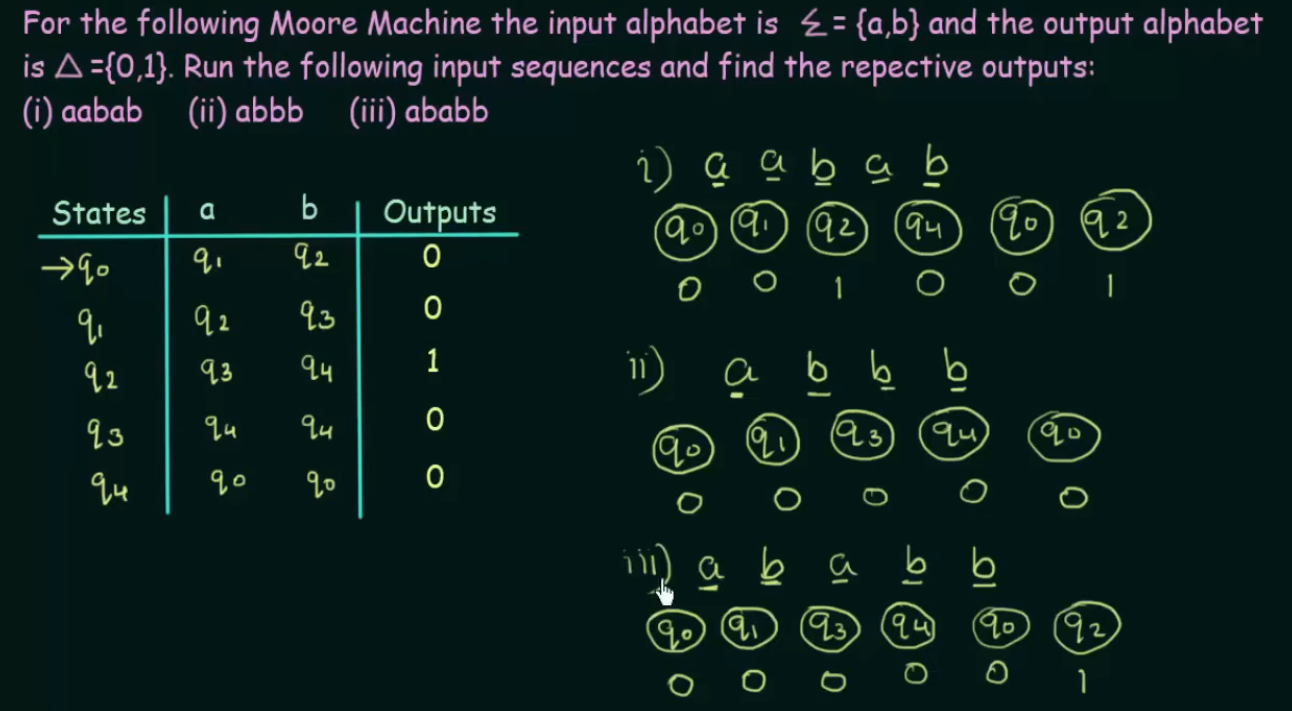 For the following Moore Machine the input alphabet is Σ = {a,b} and the output alphabet
is Δ ={0,1}. Run the following input sequences and find the repective outputs:
(i) aabab (ii) abbb (iii) ababb
States a b Outputs
→q0 q1 q2 0
q1 q2 q3 0
q2 q3 q4 1
q3 q4 q4 0
q4 q0 q0 0
i) a a b a b
q0 q1 q2 q4 q0 q2
0 0 1 0 0 1
ii) a b b b
q0 q1 q3 q4 q0
0 0 0 0 0
iii) a b a b b
q0 q1 q3 q4 q0 q2
0 0 0 0 0 1